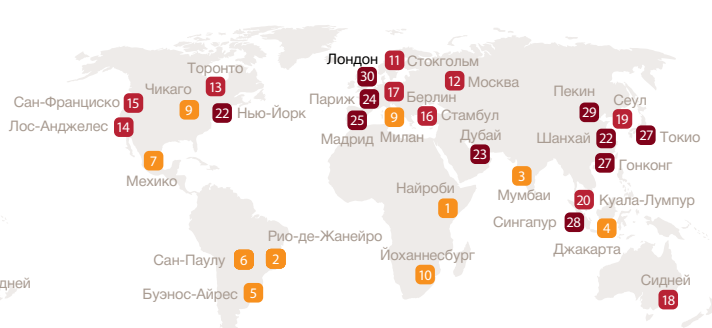 Лондон
11 Стокгольм
Торонто
30
12 Москва
13
Чикаго
17
Пекин
Берлин
Сеул
Сан-Франциско 15
9
Париж 24
29
22 Нью-Йорк
25
9
16 Стамбул
19
Лос-Анджелес 14
Дубай
Шанхай 22
27 Токио
Мадрид
Милан
23
27 Гонконг
7
3
Мехико
Найроби
Мумбаи
20 Куала-Лумпур
1
Сингапур 28
4
Рио-де-Жанейро
Йоханнесбург
Джакарта
Сан-Паулу 6
2
10
Сидней
дней
Буэнос-Айрес 5
18